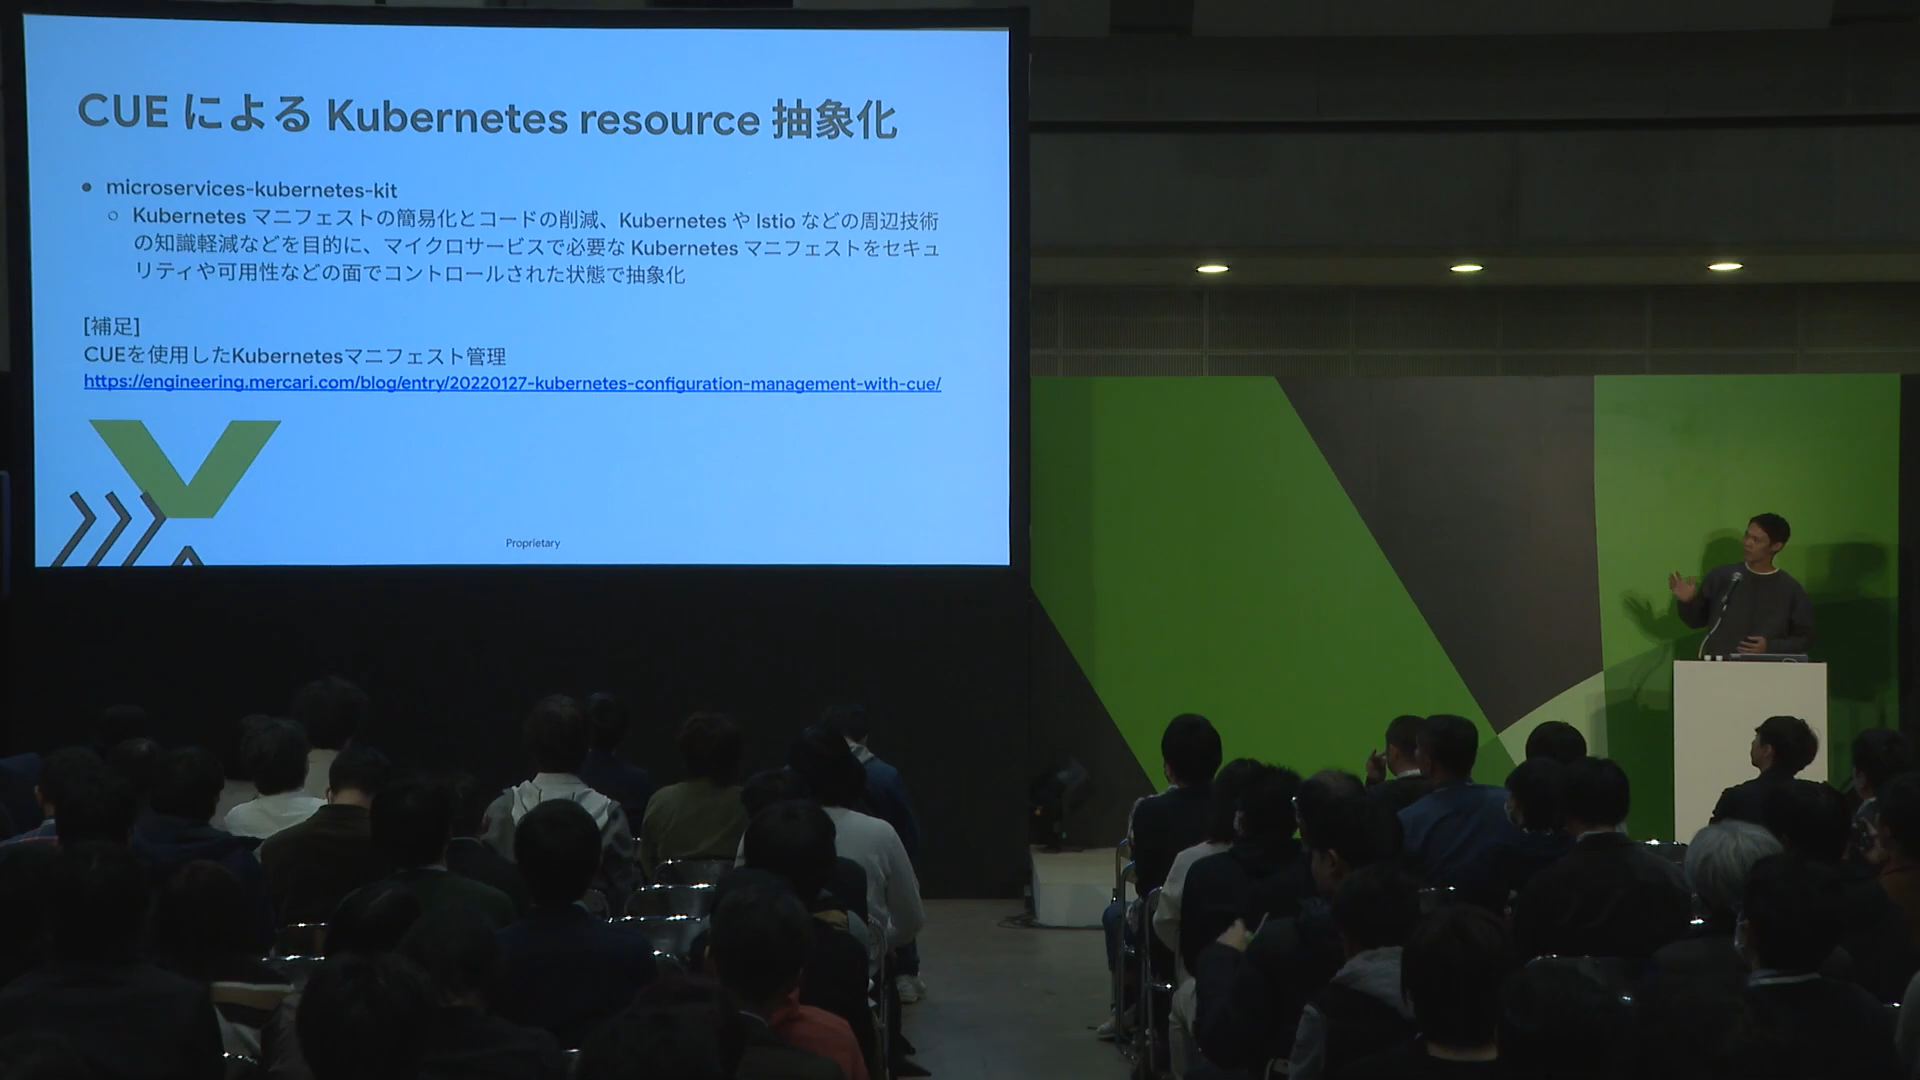 CUE による Kubernetes resource 抽象化
• microservices-kubernetes-kit
○ Kubernetes マニフェストの簡易化とコードの削減、Kubernetes や Istio などの周辺技術
の知識軽減などを目的に、マイクロサービスで必要な Kubernetes マニフェストをセキュ
リティや可用性などの面でコントロールされた状態で抽象化
[補足]
CUEを使用したKubernetesマニフェスト管理
https://engineering.mercari.com/blog/entry/20220127-kubernetes-configuration-management-with-cue/
Proprietary